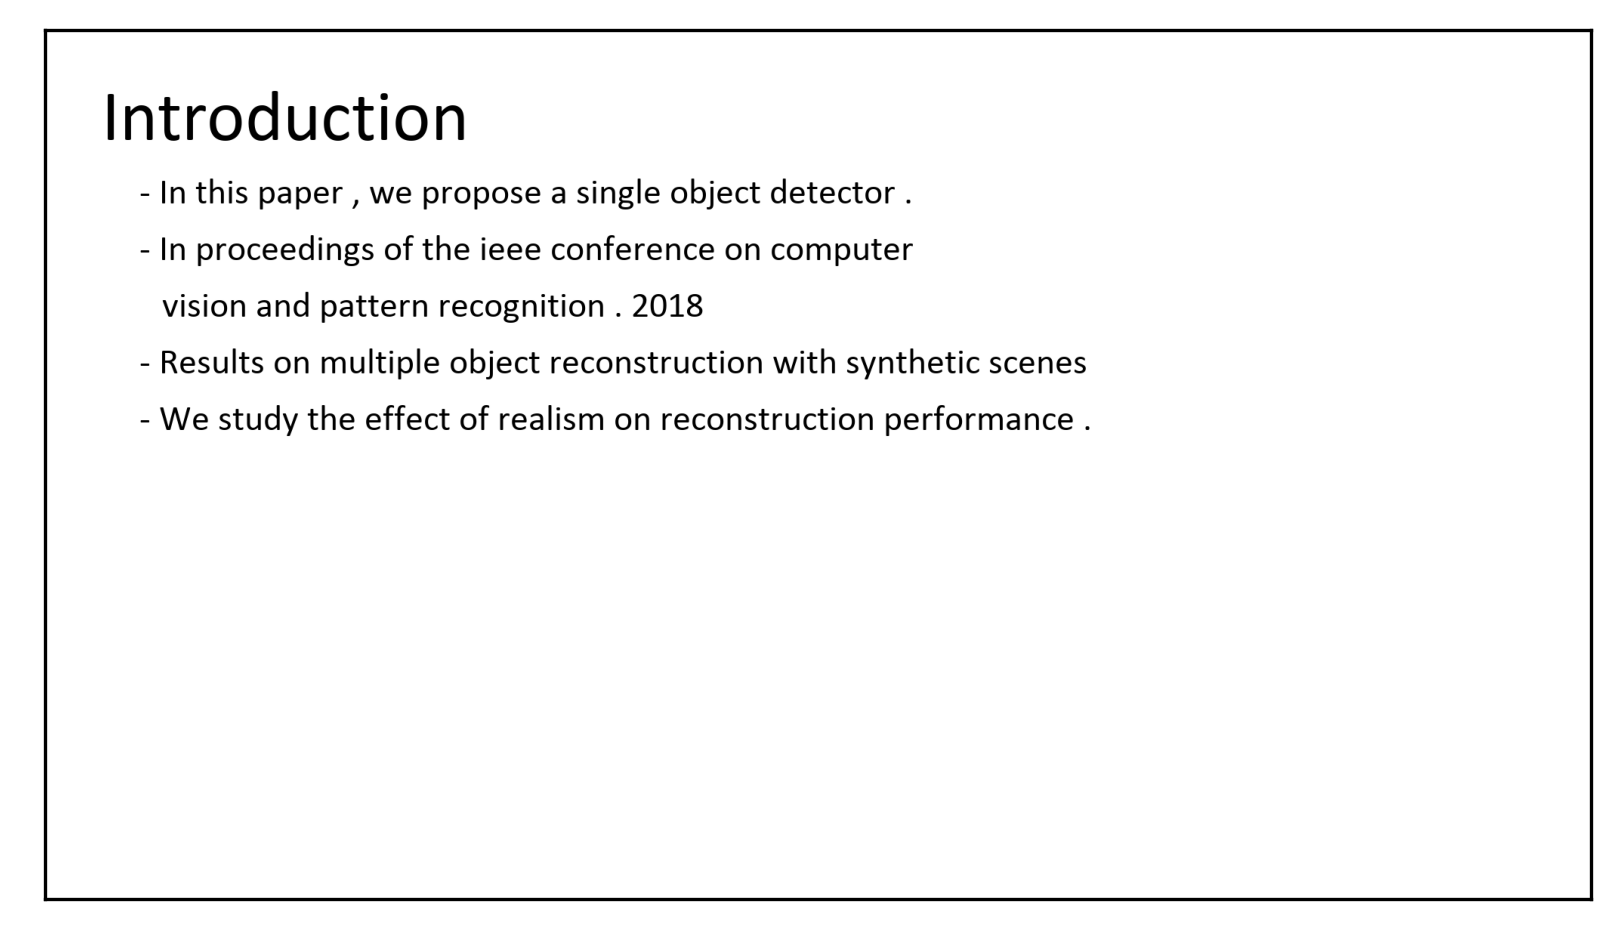 Introduction
- In this paper , we propose a single object detector .
- In proceedings of the ieee conference on computer
vision and pattern recognition . 2018
- Results on multiple object reconstruction with synthetic scenes
- We study the effect of realism on reconstruction performance .